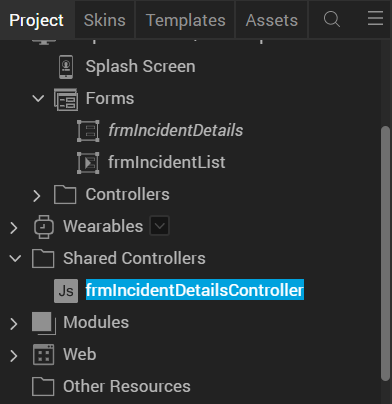 Project Skins Templates Assets
Splash Screen
Forms
frmIncidentDetails
frmIncidentList
Controllers
Wearables
Shared Controllers
Js frmIncidentDetailsController
Modules
Web
Other Resources